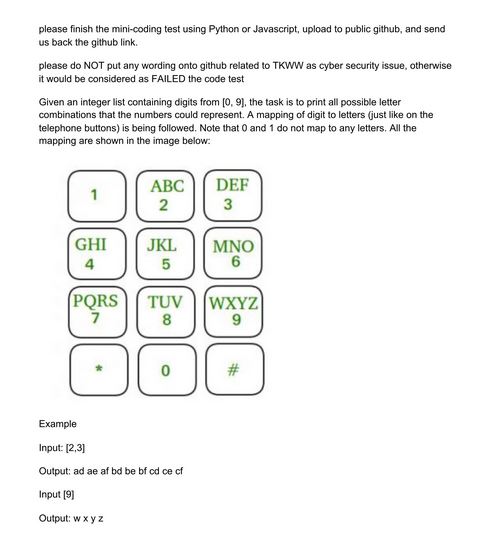 please finish the mini-coding test using Python or Javascript, upload to public github, and send
us back the github link.
please do NOT put any wording onto github related to TKWW as cyber security issue, otherwise
it would be considered as FAILED the code test
Given an integer list containing digits from [0, 9], the task is to print all possible letter
combinations that the numbers could represent. A mapping of digit to letters (just like on the
telephone buttons) is being followed. Note that 0 and 1 do not map to any letters. All the
mapping are shown in the image below:
ABC DEF
1 2 3
GHI JKL MNO
4 5 6
PQRS TUV WXYZ
7 8 9
* 0 #
Example
Input: [2,3]
Output: ad ae af bd be bf cd ce cf
Input [9]
Output: w x y z